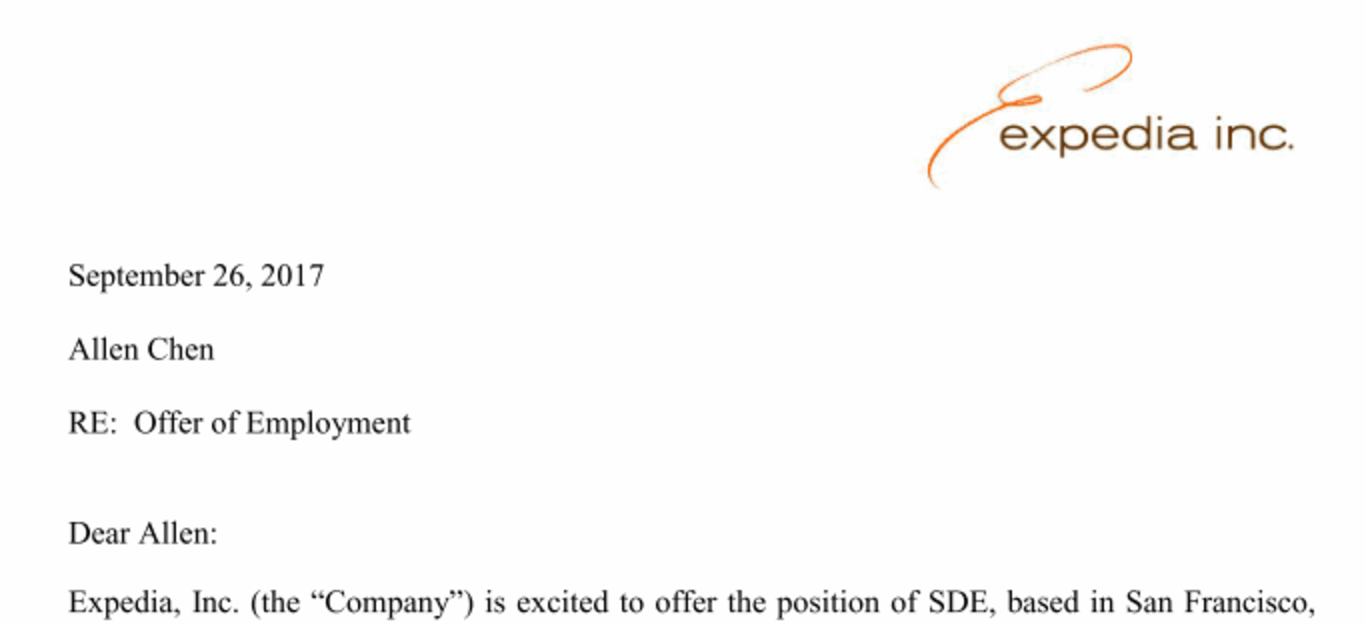 expedia inc.
September 26, 2017
Allen Chen
RE: Offer of Employment
Dear Allen:
Expedia, Inc. (the “Company”) is excited to offer the position of SDE, based in San Francisco,